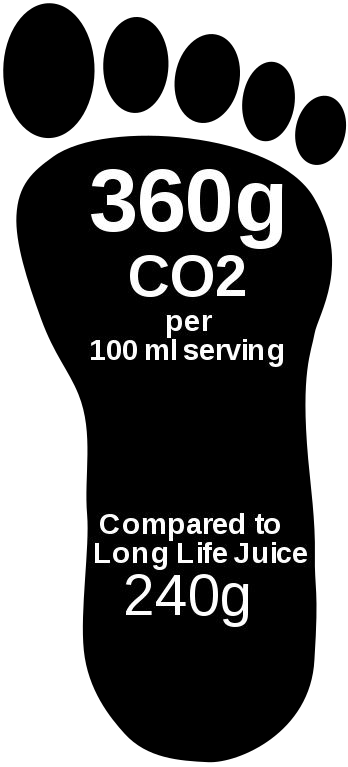 360g
CO2
per
100 ml serving
Compared to
Long Life Juice
240g